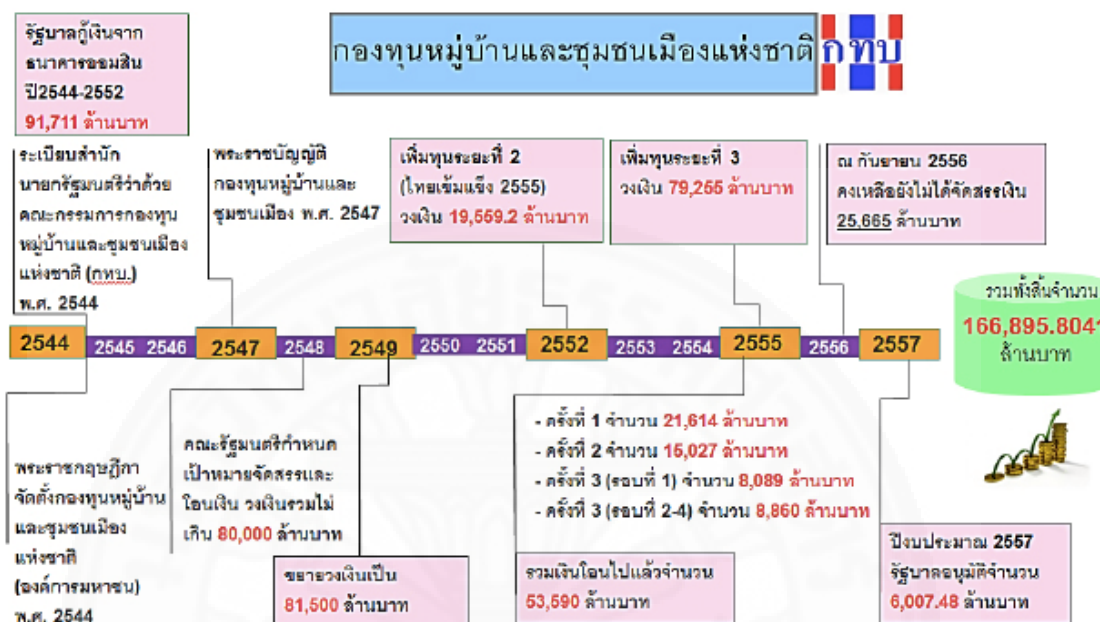 กองทุนหมู่บ้านและชุมชนเมืองแห่งชาติ
กทบ
รัฐบาลกู้เงินจาก
ธนาคารออมสิน
ปี2544-2552
91,711 ล้านบาท
ระเบียบสำนัก
นายกรัฐมนตรีว่าด้วย
คณะกรรมการกองทุน
หมู่บ้านและชุมชนเมือง
แห่งชาติ (กทบ.)
พ.ศ. 2544
พระราชบัญญัติ
กองทุนหมู่บ้านและ
ชุมชนเมือง พ.ศ. 2547
เพิ่มทุนระยะที่ 2
(ไทยเข้มแข็ง 2555)
วงเงิน 19,559.2 ล้านบาท
เพิ่มทุนระยะที่ 3
วงเงิน 79,255 ล้านบาท
ณ กันยายน 2556
คงเหลือยังไม่ได้จัดสรรเงิน
25,665 ล้านบาท
รวมทั้งสิ้นจำนวน
166,895.804
ล้านบาท
2544 2545 2546 2547 2548 2549 2550 2551 2552 2553 2554 2555 2556 2557
พระราชกฤษฎีกา
จัดตั้งกองทุนหมู่บ้าน
และชุมชนเมือง
แห่งชาติ
(องค์การมหาชน)
พ.ศ. 2544
คณะรัฐมนตรีกำหนด
เป้าหมายจัดสรรและ
โอนเงิน วงเงินรวมไม่
เกิน 80,000 ล้านบาท
ขยายวงเงินเป็น
81,500 ล้านบาท
- ครั้งที่ 1 จำนวน 21,614 ล้านบาท
- ครั้งที่ 2 จำนวน 15,027 ล้านบาท
- ครั้งที่ 3 (รอบที่ 1) จำนวน 8,089 ล้านบาท
- ครั้งที่ 3 (รอบที่ 2-4) จำนวน 8,860 ล้านบาท
รวมเงินโอนไปแล้วจำนวน
53,590 ล้านบาท
ปีงบประมาณ 2557
รัฐบาลอนุมัติจำนวน
6,007.48 ล้านบาท